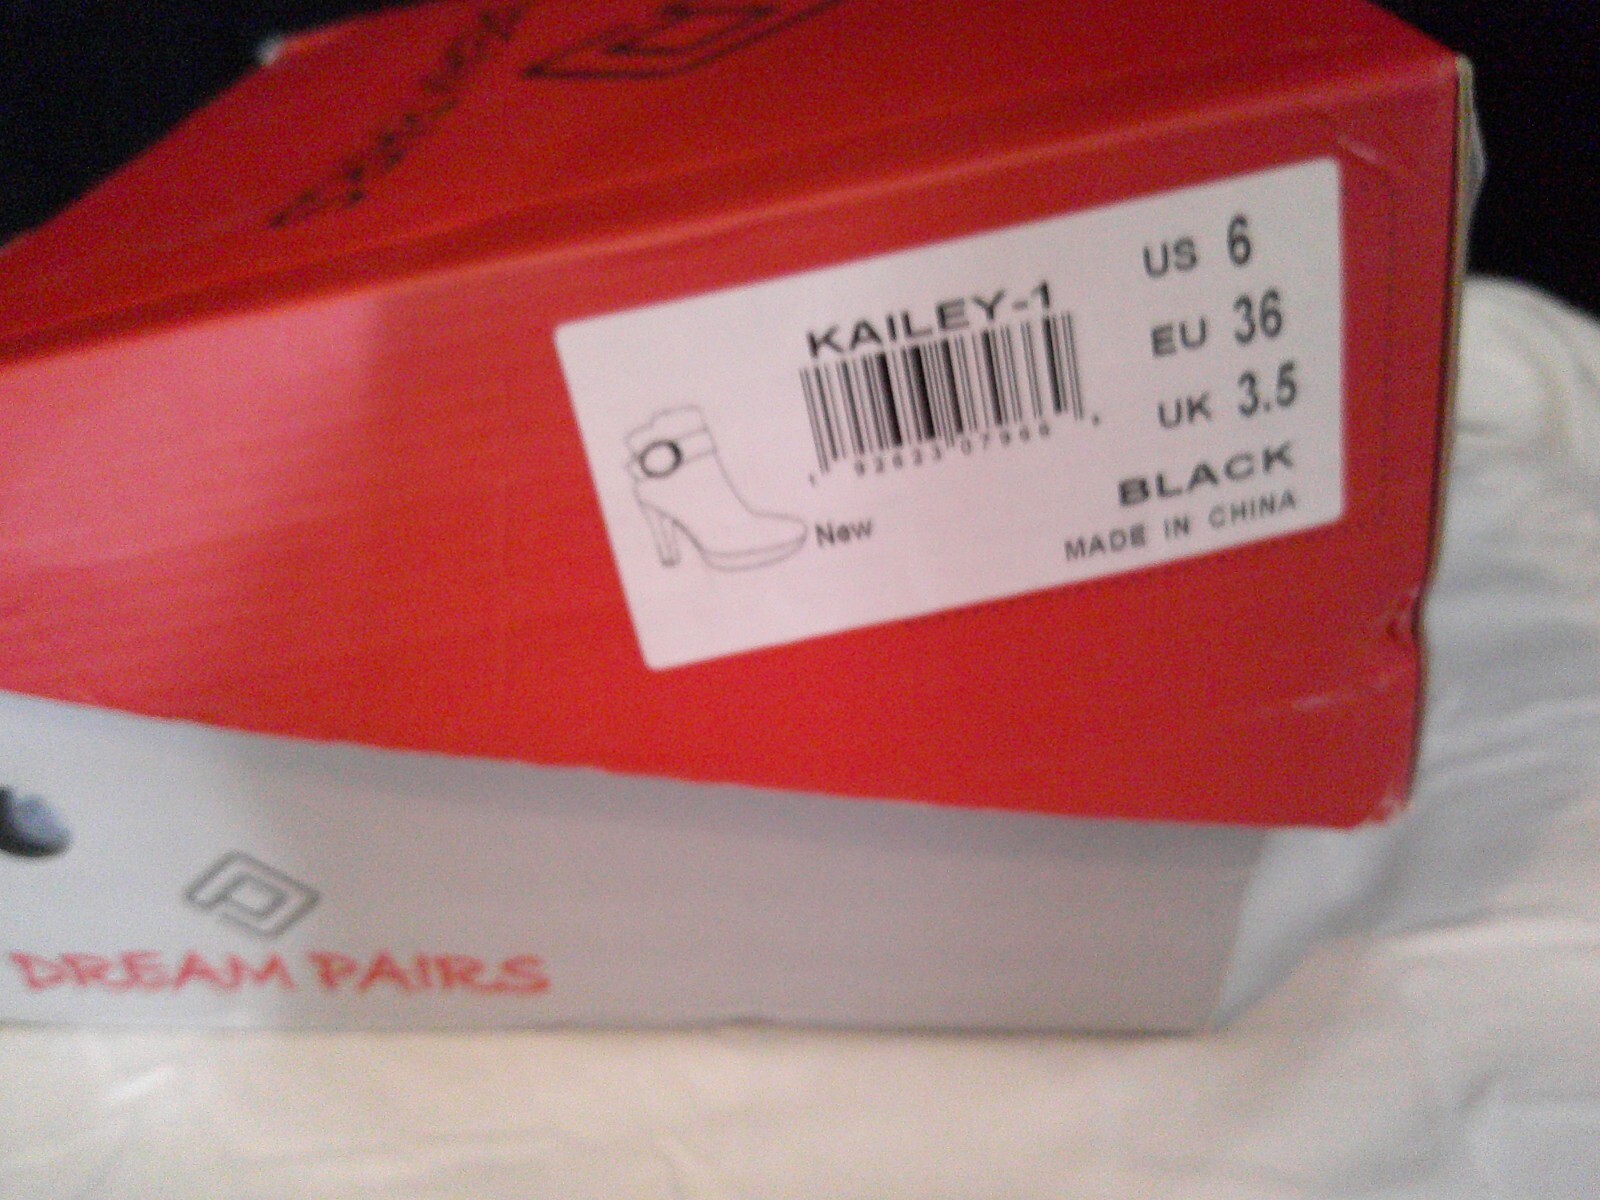 KAILEY-1
US 6
EU 36
UK 3.5
BLACK
MADE IN CHINA
New
DREAM PAIRS